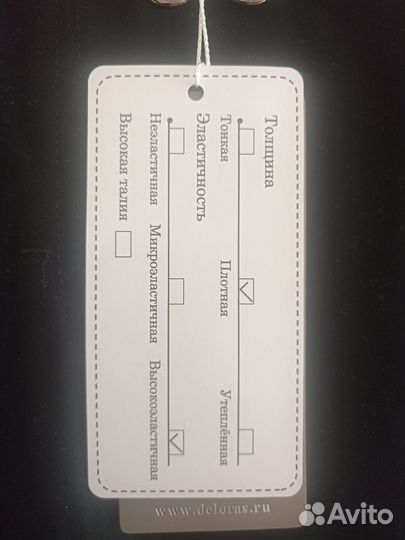 Толщина
Тонкая Плотная Утеплённая
Эластичность
Неэластичная Микроэластичная Высокоэластичная
Высокая талия
www.deloras.ru
Avito